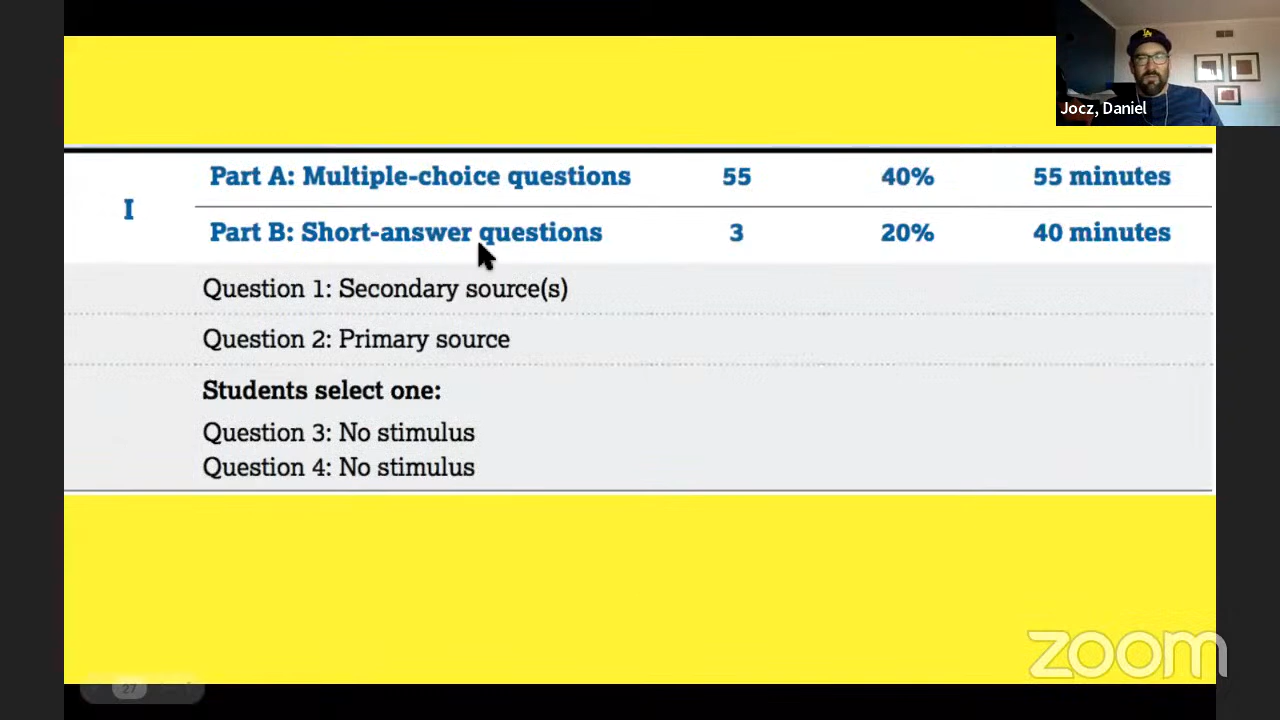 Jocz, Daniel
I
Part A: Multiple-choice questions 55 40% 55 minutes
Part B: Short-answer questions 3 20% 40 minutes
Question 1: Secondary source(s)
Question 2: Primary source
Students select one:
Question 3: No stimulus
Question 4: No stimulus
zoom
27